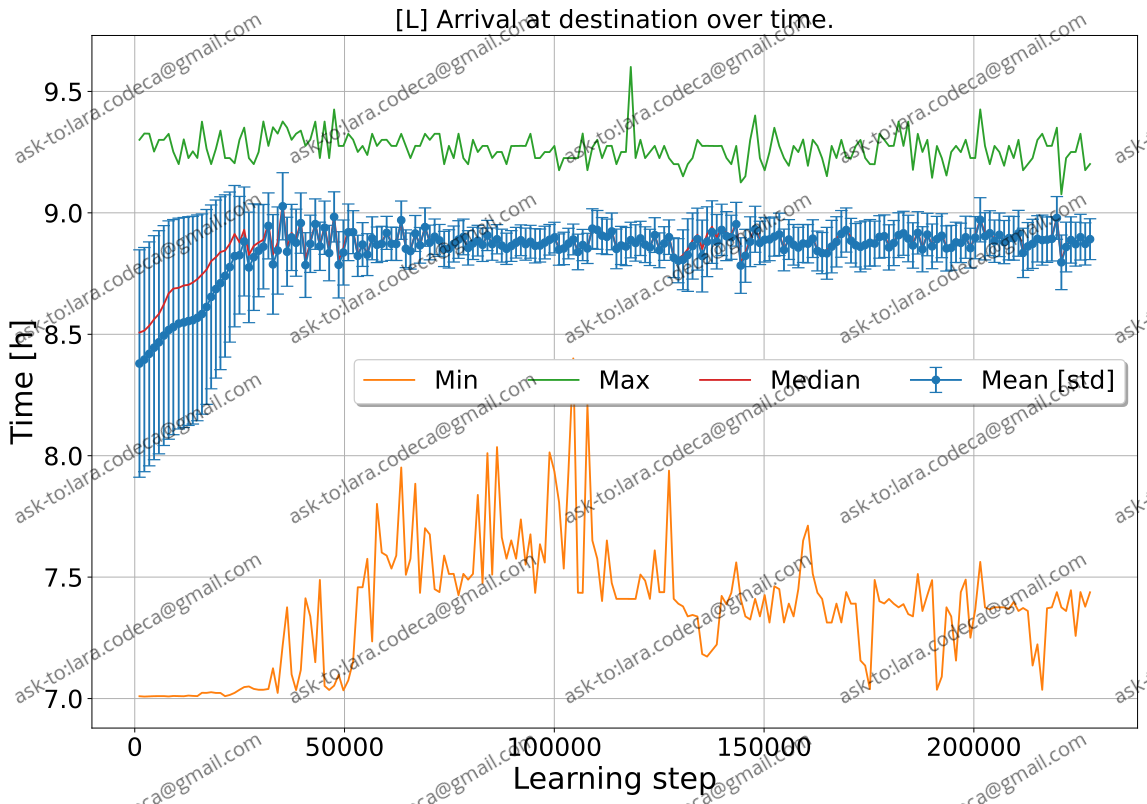 [L] Arrival at destination over time.
Time [h]
9.5
9.0
8.5
8.0
7.5
7.0
Min
Max
Median
Mean [std]
0
50000
100000
150000
200000
Learning step
ask-to:lara.codeca@gmail.com